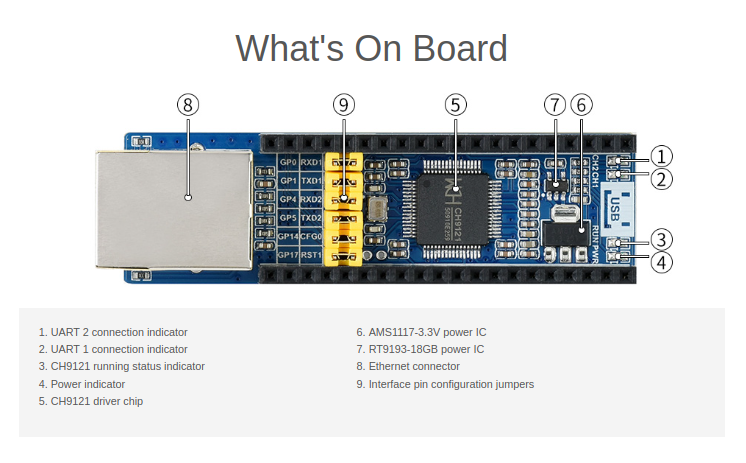 What's On Board
⑧
⑨
⑤
⑦
⑥
①
②
③
④
GP0 RXD1
GP1 TXD1
GP4 RXD2
GP5 TXD2
GP14 CFG0
GP17 RST1
CH9121
CH2 CH1
USB
RUN PWR
1. UART 2 connection indicator
2. UART 1 connection indicator
3. CH9121 running status indicator
4. Power indicator
5. CH9121 driver chip
6. AMS1117-3.3V power IC
7. RT9193-18GB power IC
8. Ethernet connector
9. Interface pin configuration jumpers